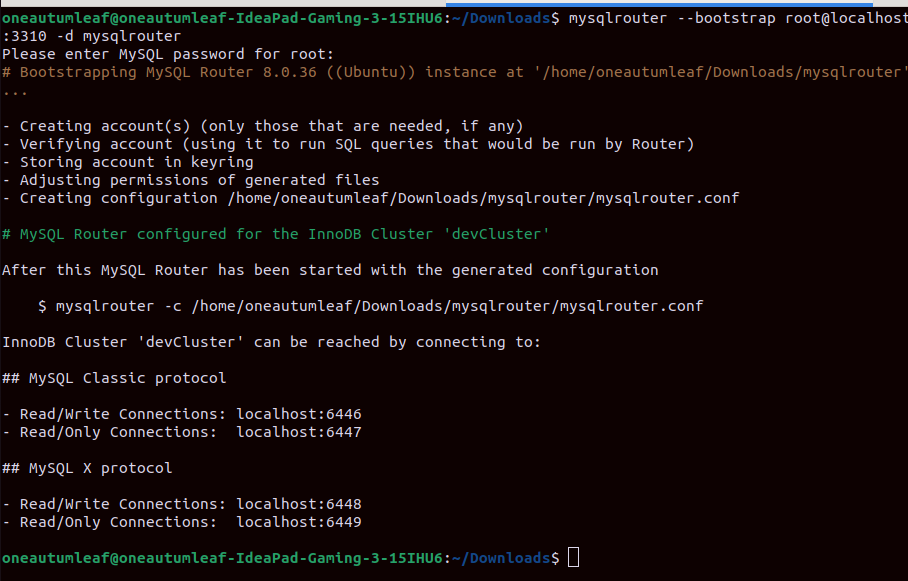 oneautumleaf@oneautumleaf-IdeaPad-Gaming-3-15IHU6:~/Downloads$ mysqlrouter --bootstrap root@localhost
:3310 -d mysqlrouter
Please enter MySQL password for root:
# Bootstrapping MySQL Router 8.0.36 ((Ubuntu)) instance at '/home/oneautumleaf/Downloads/mysqlrouter'
...
- Creating account(s) (only those that are needed, if any)
- Verifying account (using it to run SQL queries that would be run by Router)
- Storing account in keyring
- Adjusting permissions of generated files
- Creating configuration /home/oneautumleaf/Downloads/mysqlrouter/mysqlrouter.conf
# MySQL Router configured for the InnoDB Cluster 'devCluster'
After this MySQL Router has been started with the generated configuration
$ mysqlrouter -c /home/oneautumleaf/Downloads/mysqlrouter/mysqlrouter.conf
InnoDB Cluster 'devCluster' can be reached by connecting to:
## MySQL Classic protocol
- Read/Write Connections: localhost:6446
- Read/Only Connections:  localhost:6447
## MySQL X protocol
- Read/Write Connections: localhost:6448
- Read/Only Connections:  localhost:6449
oneautumleaf@oneautumleaf-IdeaPad-Gaming-3-15IHU6:~/Downloads$